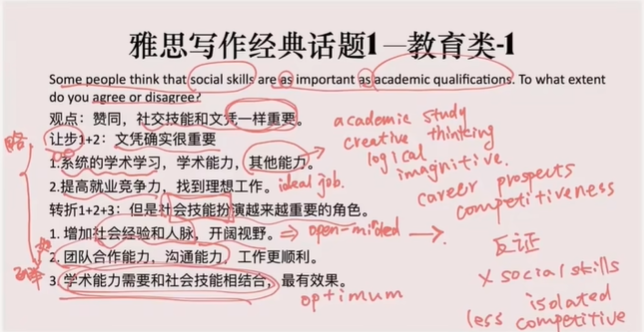 雅思写作经典话题1—教育类-1
Some people think that social skills are as important as academic qualifications. To what extent
do you agree or disagree?
观点：赞同，社交技能和文凭一样重要。
让步1+2：文凭确实很重要
1.系统的学术学习，学术能力，其他能力。
2.提高就业竞争力，找到理想工作。
转折1+2+3：但是社会技能扮演越来越重要的角色。
1. 增加社会经验和人脉，开阔视野。
2. 团队合作能力，沟通能力，工作更顺利。
3 学术能力需要和社会技能相结合，最有效果。
academic study
creative thinking
logical
imagnitive.
ideal job.
career prospects
competitiveness
open-minded
反证
X social skills
isolated
less competitive
optimum
略